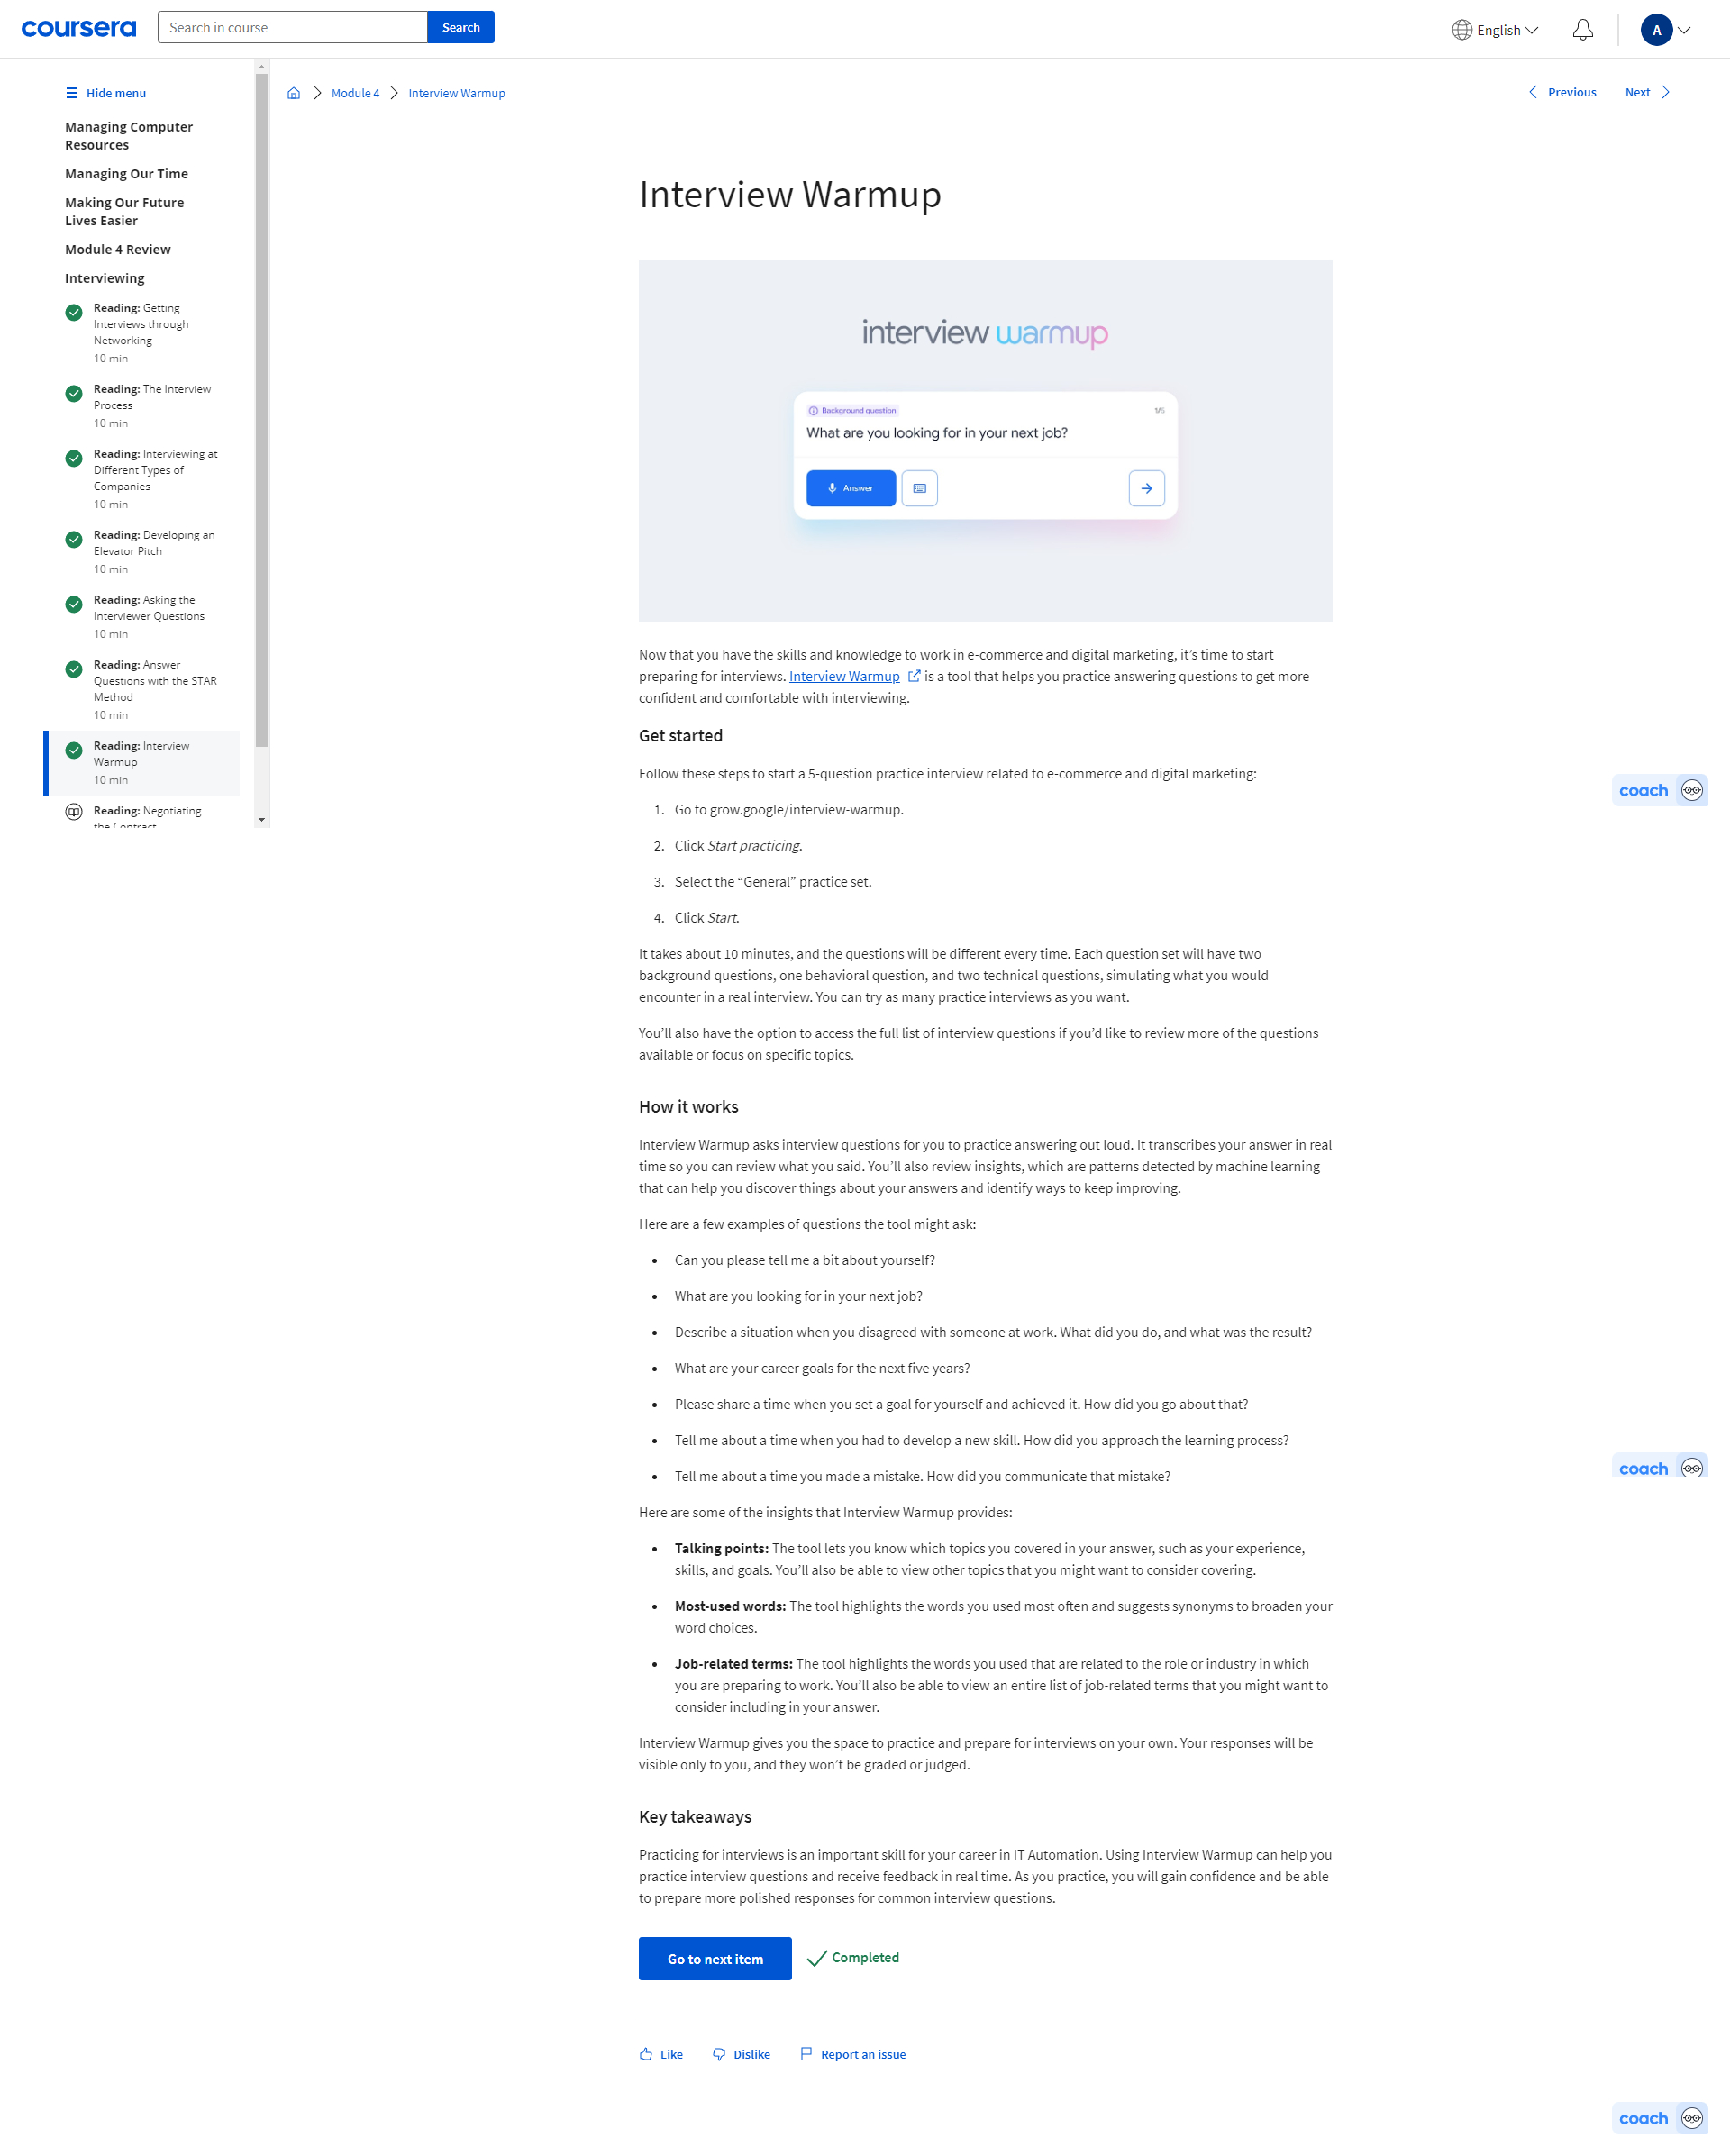 coursera
Search in course
Search
English
A
Hide menu
Managing Computer
Resources
Managing Our Time
Making Our Future
Lives Easier
Module 4 Review
Interviewing
Reading: Getting
Interviews through
Networking
10 min
Reading: The Interview
Process
10 min
Reading: Interviewing at
Different Types of
Companies
10 min
Reading: Developing an
Elevator Pitch
10 min
Reading: Asking the
Interviewer Questions
10 min
Reading: Answer
Questions with the STAR
Method
10 min
Reading: Interview
Warmup
10 min
Reading: Negotiating
the Contract
Module 4
Interview Warmup
Previous
Next
Interview Warmup
interview warmup
Background question
1/5
What are you looking for in your next job?
Answer
Now that you have the skills and knowledge to work in e-commerce and digital marketing, it’s time to start
preparing for interviews. Interview Warmup is a tool that helps you practice answering questions to get more
confident and comfortable with interviewing.
Get started
Follow these steps to start a 5-question practice interview related to e-commerce and digital marketing:
1. Go to grow.google/interview-warmup.
2. Click Start practicing.
3. Select the “General” practice set.
4. Click Start.
It takes about 10 minutes, and the questions will be different every time. Each question set will have two
background questions, one behavioral question, and two technical questions, simulating what you would
encounter in a real interview. You can try as many practice interviews as you want.
You’ll also have the option to access the full list of interview questions if you’d like to review more of the questions
available or focus on specific topics.
How it works
Interview Warmup asks interview questions for you to practice answering out loud. It transcribes your answer in real
time so you can review what you said. You’ll also review insights, which are patterns detected by machine learning
that can help you discover things about your answers and identify ways to keep improving.
Here are a few examples of questions the tool might ask:
• Can you please tell me a bit about yourself?
• What are you looking for in your next job?
• Describe a situation when you disagreed with someone at work. What did you do, and what was the result?
• What are your career goals for the next five years?
• Please share a time when you set a goal for yourself and achieved it. How did you go about that?
• Tell me about a time when you had to develop a new skill. How did you approach the learning process?
• Tell me about a time you made a mistake. How did you communicate that mistake?
Here are some of the insights that Interview Warmup provides:
• Talking points: The tool lets you know which topics you covered in your answer, such as your experience,
skills, and goals. You’ll also be able to view other topics that you might want to consider covering.
• Most-used words: The tool highlights the words you used most often and suggests synonyms to broaden your
word choices.
• Job-related terms: The tool highlights the words you used that are related to the role or industry in which
you are preparing to work. You’ll also be able to view an entire list of job-related terms that you might want to
consider including in your answer.
Interview Warmup gives you the space to practice and prepare for interviews on your own. Your responses will be
visible only to you, and they won’t be graded or judged.
Key takeaways
Practicing for interviews is an important skill for your career in IT Automation. Using Interview Warmup can help you
practice interview questions and receive feedback in real time. As you practice, you will gain confidence and be able
to prepare more polished responses for common interview questions.
Go to next item
Completed
Like
Dislike
Report an issue
coach
coach
coach